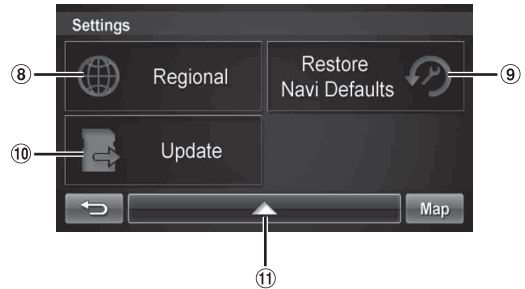 Settings
⑧ Regional
Restore
Navi Defaults ⑨
⑩ Update
Map
⑪